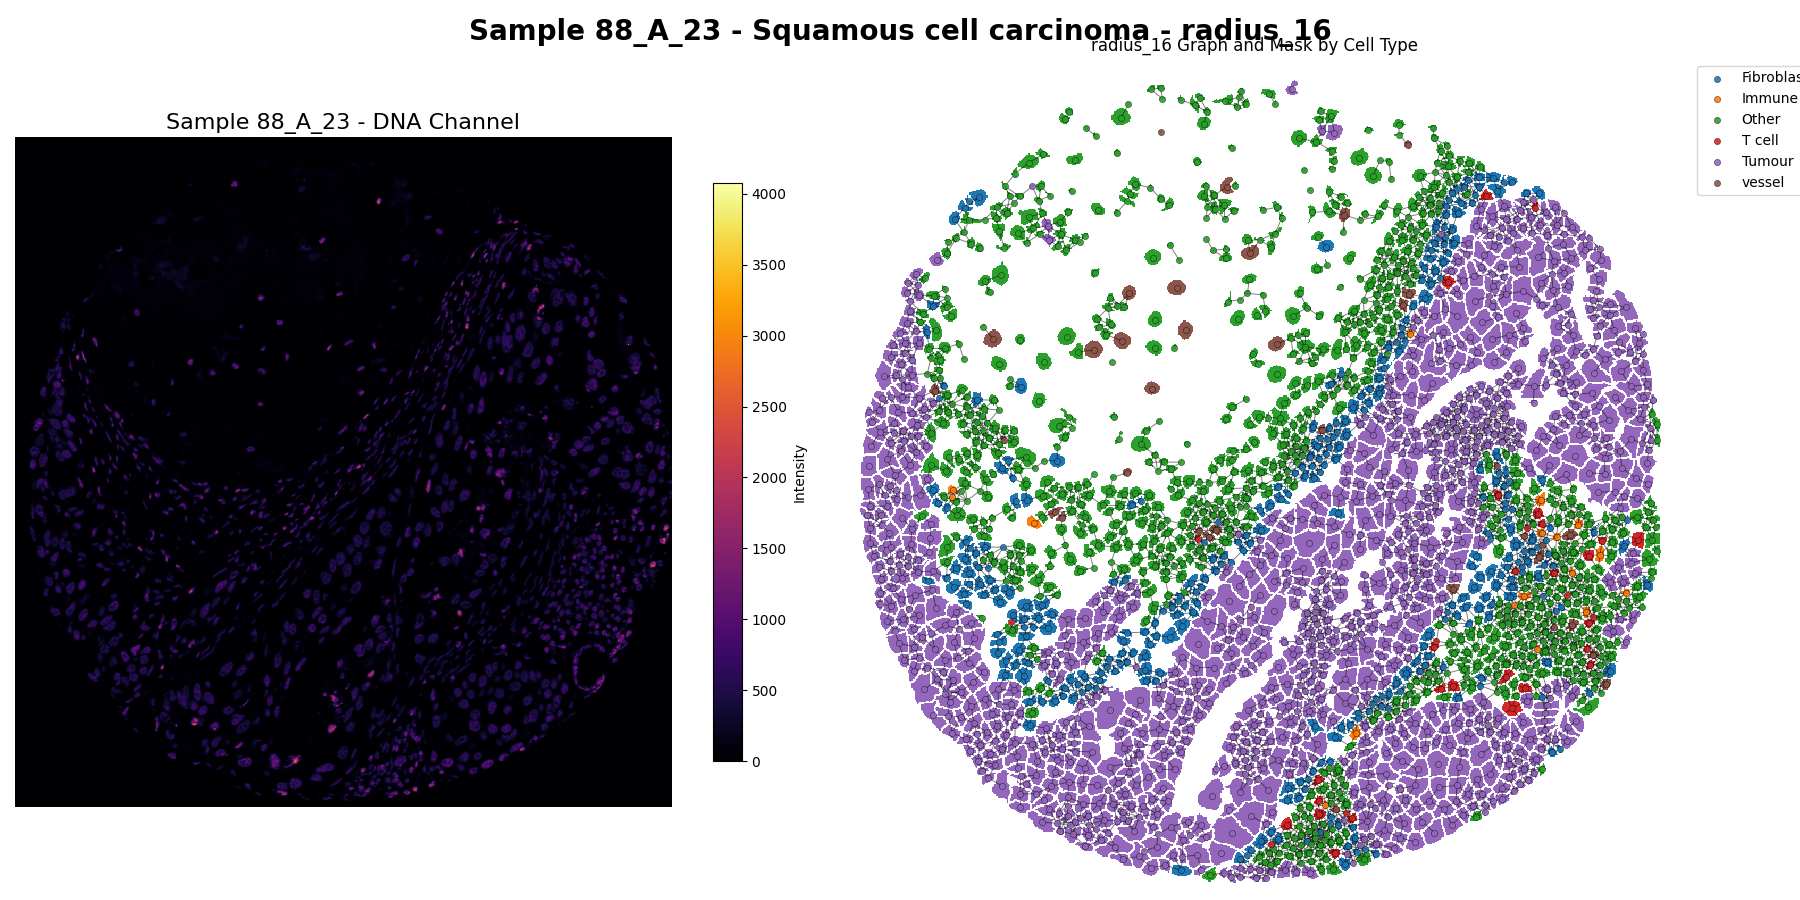 Sample 88_A_23 - Squamous cell carcinoma - radius_16
radius_16 Graph and Mask by Cell Type
Sample 88_A_23 - DNA Channel
4000
3500
3000
2500
2000
1500
1000
500
0
Intensity
Fibroblas
Immune
Other
T cell
Tumour
vessel